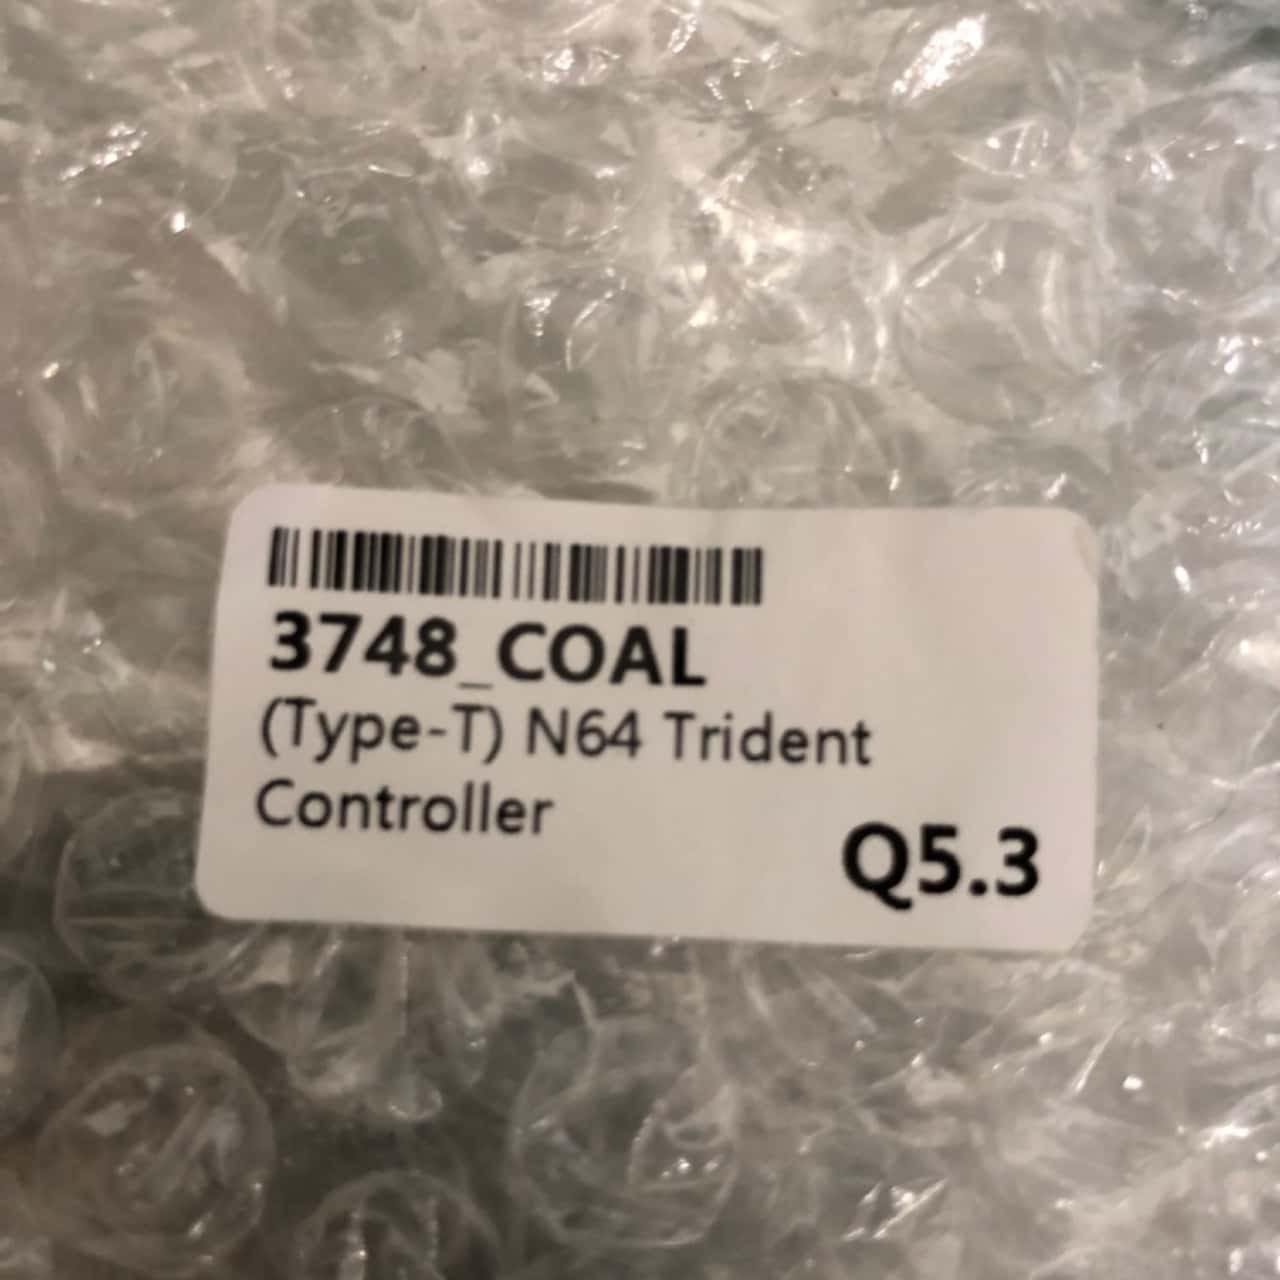 3748_COAL
(Type-T) N64 Trident
Controller
Q5.3